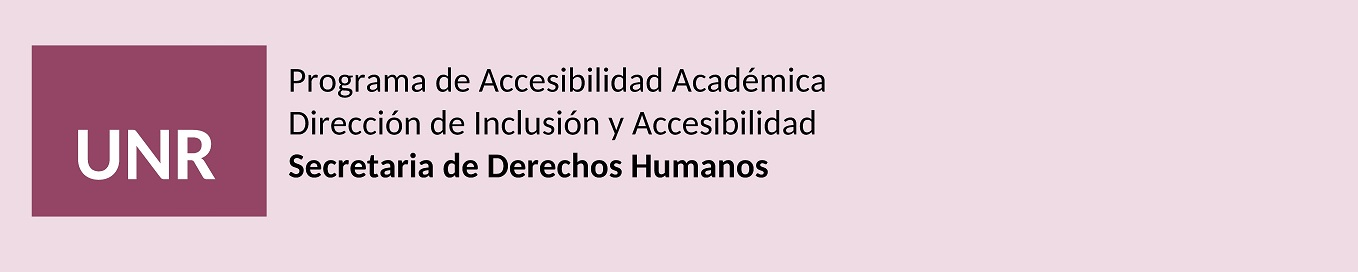 UNR
Programa de Accesibilidad Académica
Dirección de Inclusión y Accesibilidad
Secretaria de Derechos Humanos